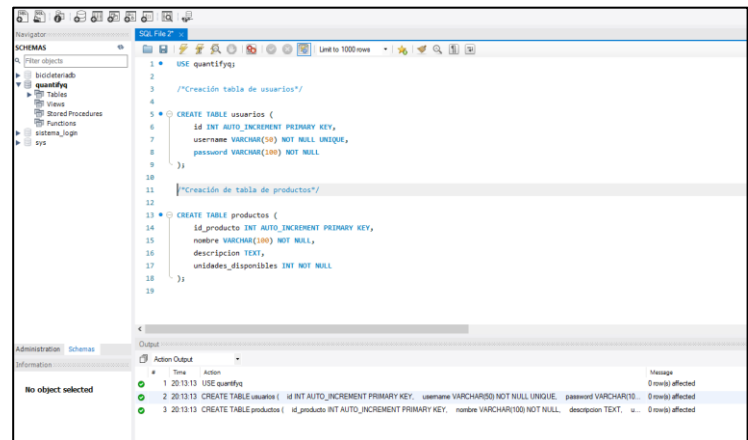 Navigator
SQL File 2* ×
SCHEMAS
Filter objects
bicicleteriadb
quantifyq
Tables
Views
Stored Procedures
Functions
sistema_login
sys
Limit to 1000 rows
1 USE quantifyq;
2
3 /*Creación tabla de usuarios*/
4
5 CREATE TABLE usuarios (
6 id INT AUTO_INCREMENT PRIMARY KEY,
7 username VARCHAR(50) NOT NULL UNIQUE,
8 password VARCHAR(100) NOT NULL
9 );
10
11 /*Creación de tabla de productos*/
12
13 CREATE TABLE productos (
14 id_producto INT AUTO_INCREMENT PRIMARY KEY,
15 nombre VARCHAR(100) NOT NULL,
16 descripcion TEXT,
17 unidades_disponibles INT NOT NULL
18 );
19
Administration Schemas
Information
No object selected
Output
Action Output
# Time Action Message
1 20:13:13 USE quantifyq 0 row(s) affected
2 20:13:13 CREATE TABLE usuarios ( id INT AUTO_INCREMENT PRIMARY KEY, username VARCHAR(50) NOT NULL UNIQUE, password VARCHAR(10... 0 row(s) affected
3 20:13:13 CREATE TABLE productos ( id_producto INT AUTO_INCREMENT PRIMARY KEY, nombre VARCHAR(100) NOT NULL, descripcion TEXT, u... 0 row(s) affected